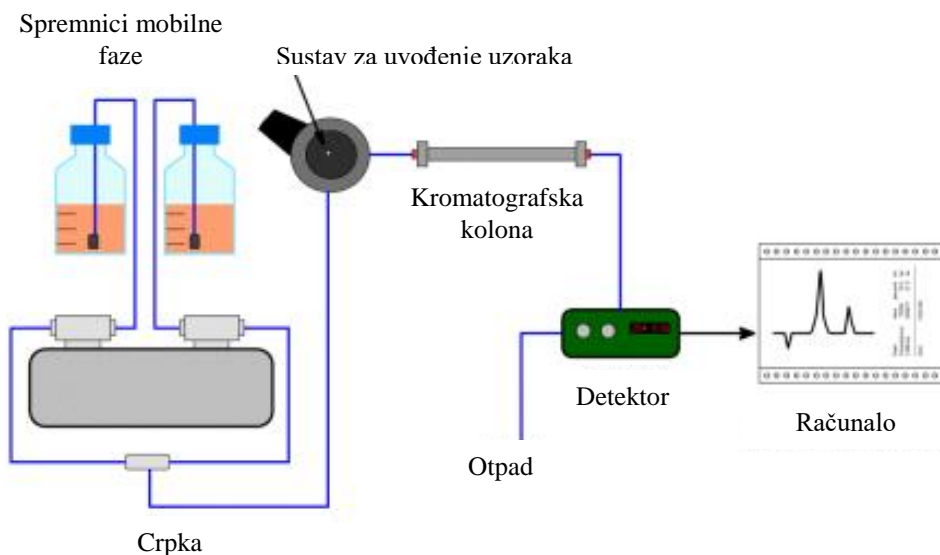 Spremnici mobilne
faze
Sustav za uvođenje uzoraka
Kromatografska
kolona
Detektor
Računalo
Otpad
Crpka